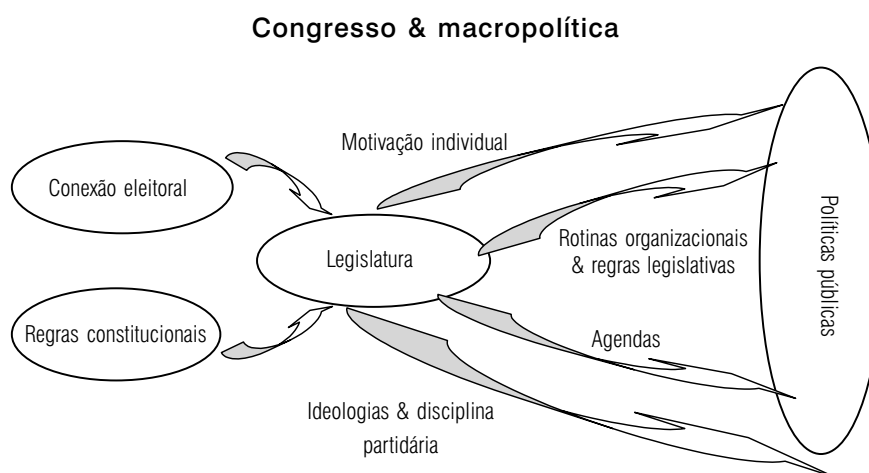 Congresso & macropolítica
Motivação individual
Conexão eleitoral
Legislatura
Rotinas organizacionais
& regras legislativas
Políticas públicas
Regras constitucionais
Agendas
Ideologias & disciplina
partidária